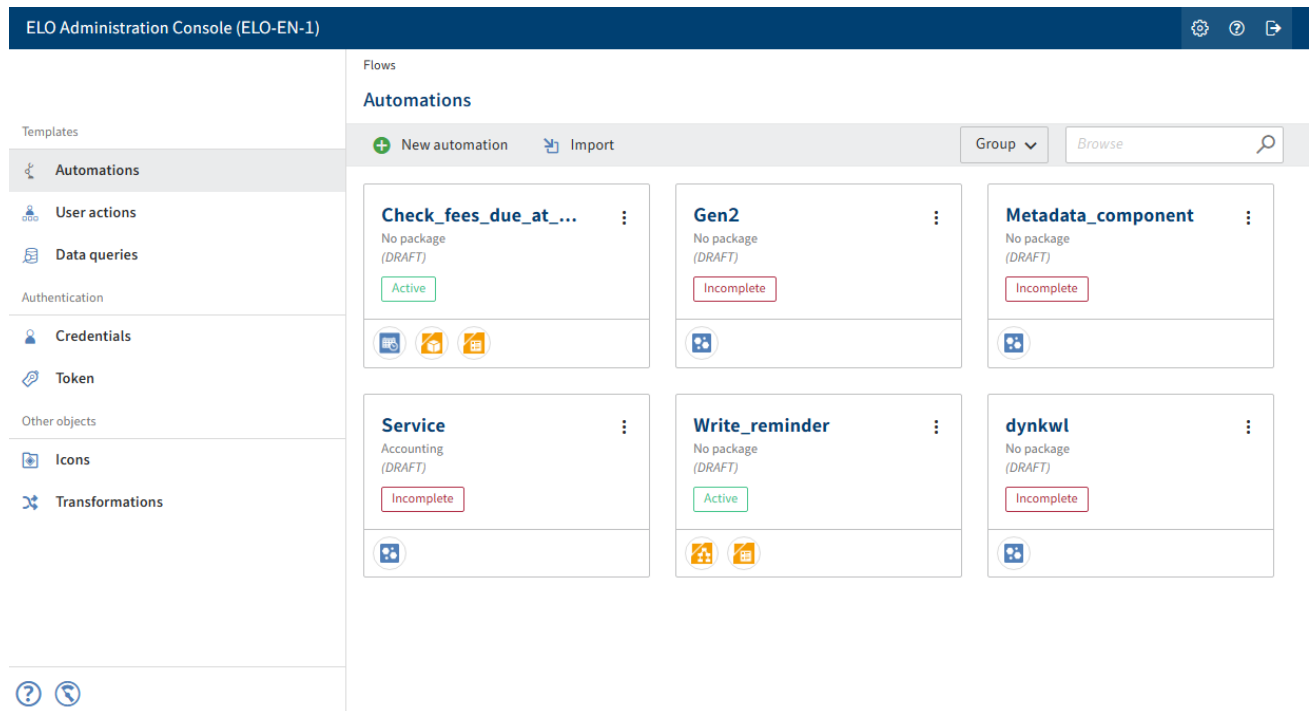 ELO Administration Console (ELO-EN-1)
Templates
Automations
User actions
Data queries
Authentication
Credentials
Token
Other objects
Icons
Transformations
Flows
Automations
New automation
Import
Group
Browse
Check_fees_due_at_...
No package
(DRAFT)
Active
Gen2
No package
(DRAFT)
Incomplete
Metadata_component
No package
(DRAFT)
Incomplete
Service
Accounting
(DRAFT)
Incomplete
Write_reminder
No package
(DRAFT)
Active
dynkwl
No package
(DRAFT)
Incomplete